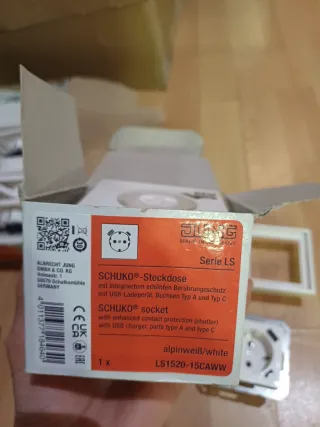 JUNG
Serie LS
ALBRECHT JUNG
GMBH & CO. KG
Volmestr. 1
58579 Schalksmühle
GERMANY
SCHUKO®-Steckdose
mit integriertem erhöhten Berührungsschutz
mit USB-Ladegerät, Buchsen Typ A und Typ C
SCHUKO® socket
with enhanced contact protection (shutter)
with USB charger, ports type A and type C
alpinweiß/white
1 x
LS1520-15CAWW
CE
UK
CA